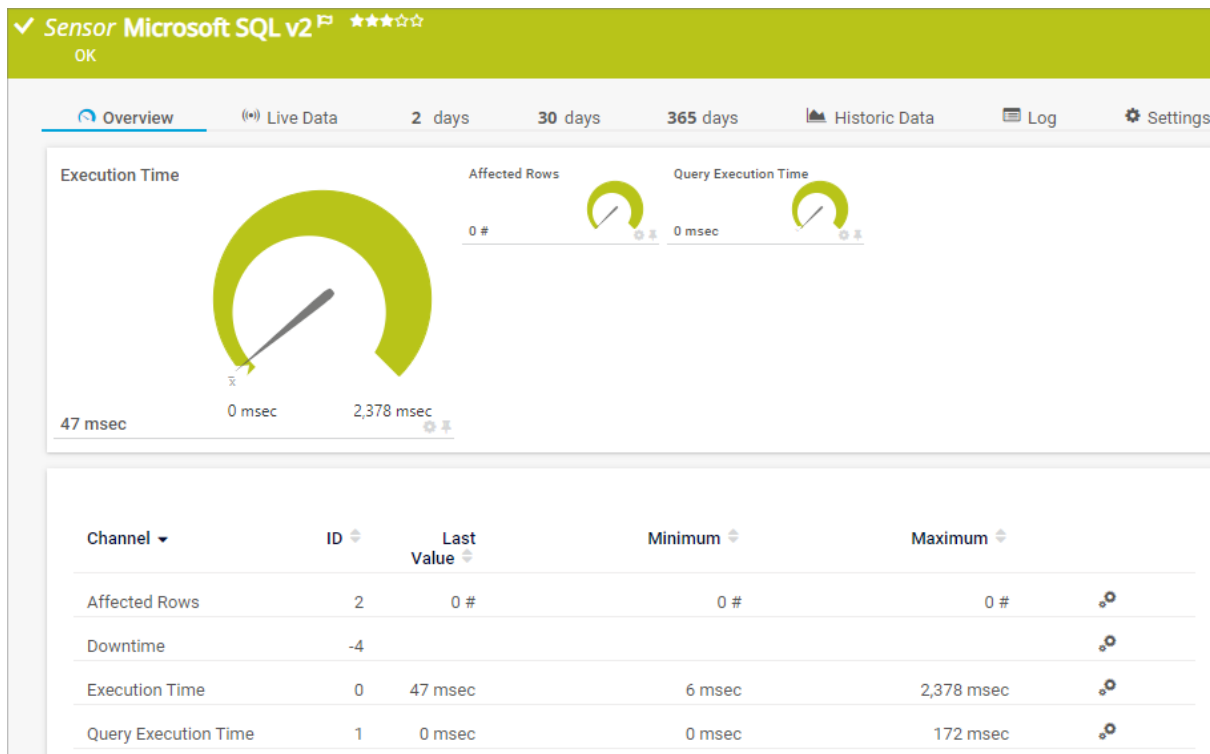 Sensor Microsoft SQL v2
OK
Overview Live Data 2 days 30 days 365 days Historic Data Log Settings
Execution Time
Affected Rows
Query Execution Time
0 #
0 msec
x
0 msec 2,378 msec
47 msec
Channel ID Last Value Minimum Maximum
Affected Rows 2 0 # 0 # 0 #
Downtime -4
Execution Time 0 47 msec 6 msec 2,378 msec
Query Execution Time 1 0 msec 0 msec 172 msec